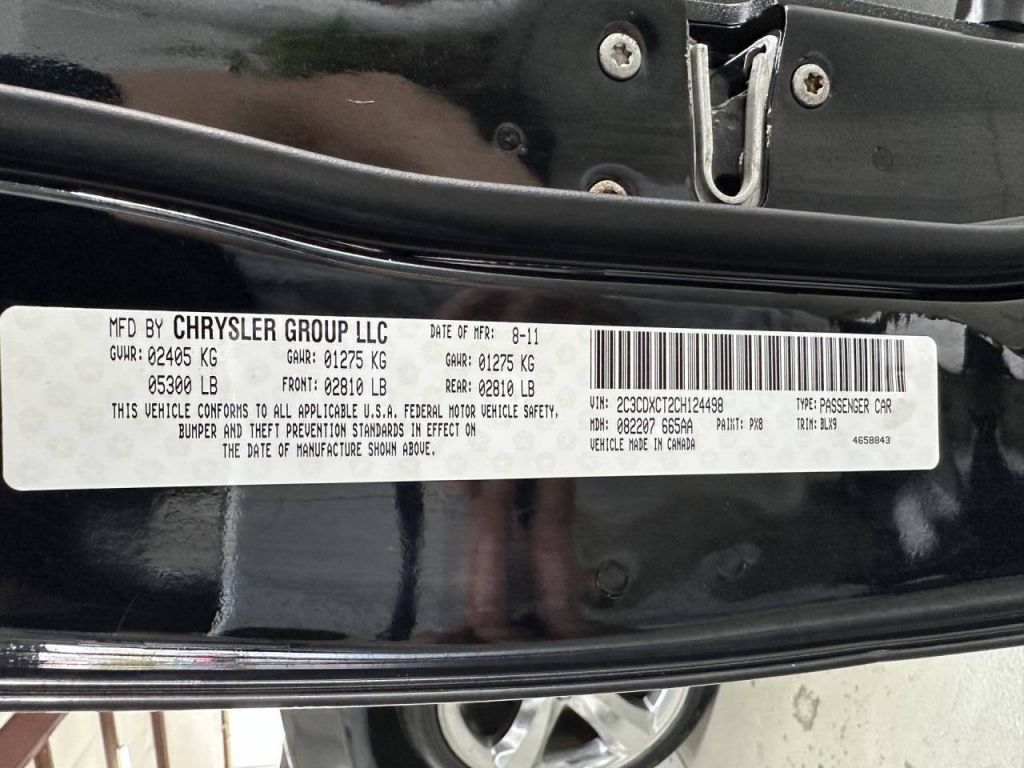 MFD BY CHRYSLER GROUP LLC DATE OF MFR: 8-11
GVWR: 02405 KG GAWR: 01275 KG GAWR: 01275 KG
05300 LB FRONT: 02810 LB REAR: 02810 LB
THIS VEHICLE CONFORMS TO ALL APPLICABLE U.S.A. FEDERAL MOTOR VEHICLE SAFETY,
BUMPER AND THEFT PREVENTION STANDARDS IN EFFECT ON
THE DATE OF MANUFACTURE SHOWN ABOVE.
VIN: 2C3CDXCT2CH124498 TYPE: PASSENGER CAR
MDH: 082207 665AA PAINT: PX8 TRIM: BLX9
VEHICLE MADE IN CANADA 4658843